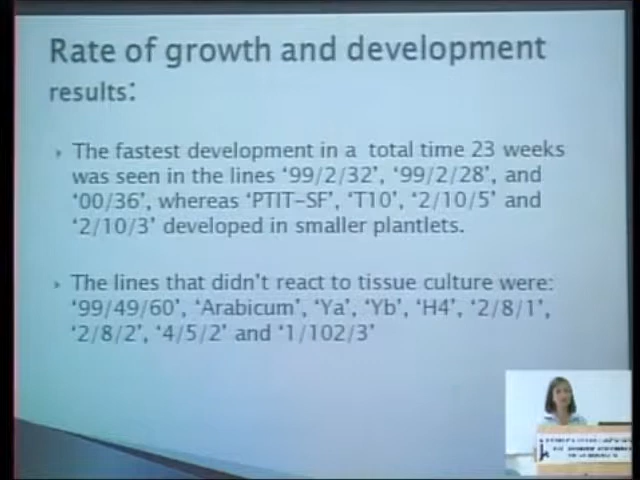 Rate of growth and development
results:
The fastest development in a total time 23 weeks
was seen in the lines ‘99/2/32’, ‘99/2/28’, and
‘00/36’, whereas ‘PTIT-SF’, ‘T10’, ‘2/10/5’ and
‘2/10/3’ developed in smaller plantlets.
The lines that didn’t react to tissue culture were:
‘99/49/60’, ‘Arabicum’, ‘Ya’, ‘Yb’, ‘H4’, ‘2/8/1’,
‘2/8/2’, ‘4/5/2’ and ‘1/102/3’